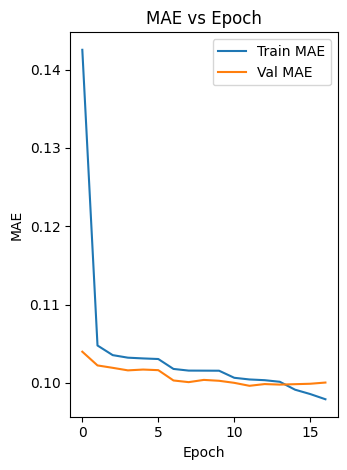 MAE vs Epoch
Train MAE
Val MAE
0.14
0.13
0.12
0.11
0.10
MAE
0
5
10
15
Epoch